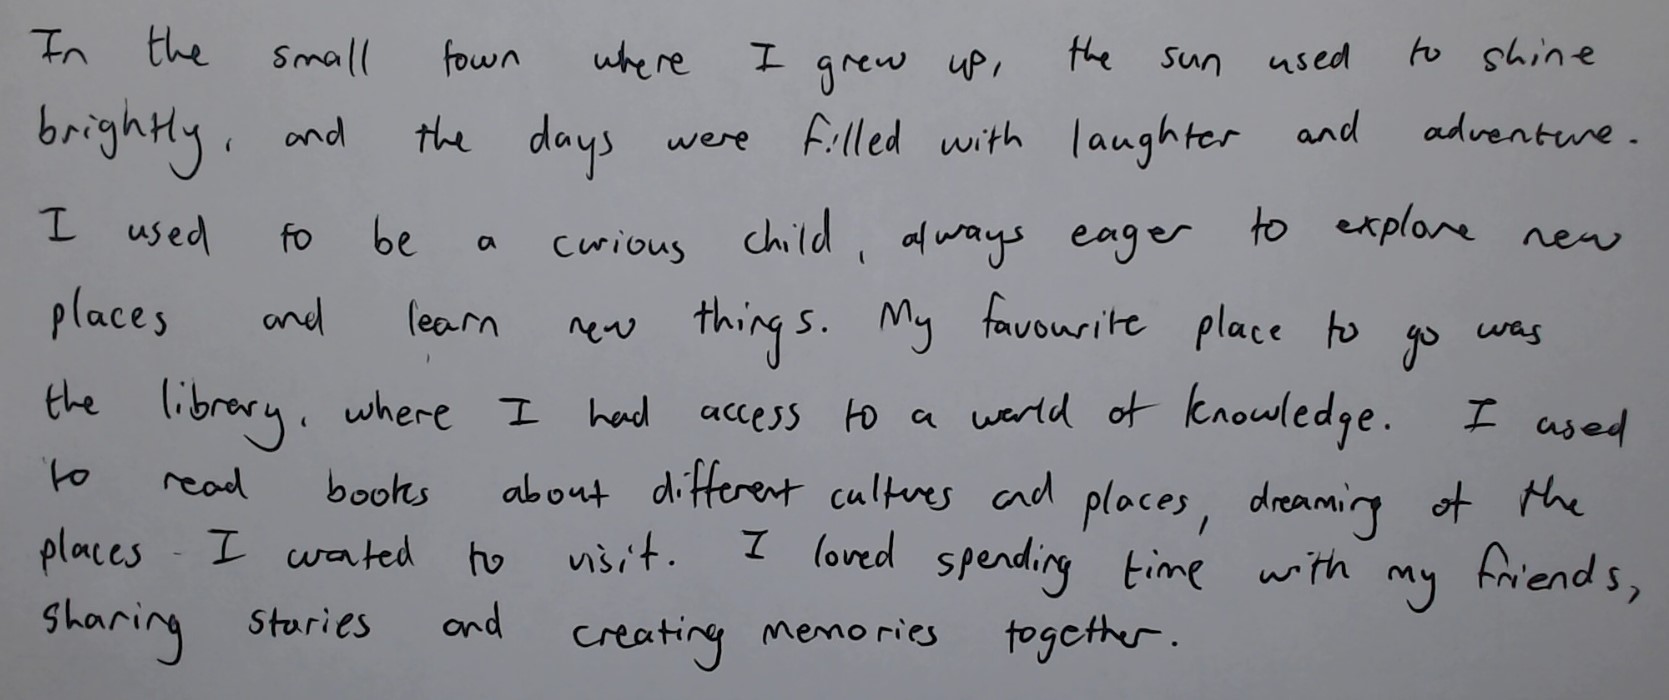 In the small town where I grew up, the sun used to shine
brightly, and the days were filled with laughter and adventure.
I used to be a curious child, always eager to explore new
places and learn new things. My favourite place to go was
the library, where I had access to a world of knowledge. I used
to read books about different cultures and places, dreaming of the
places I wanted to visit. I loved spending time with my friends,
sharing stories and creating memories together.